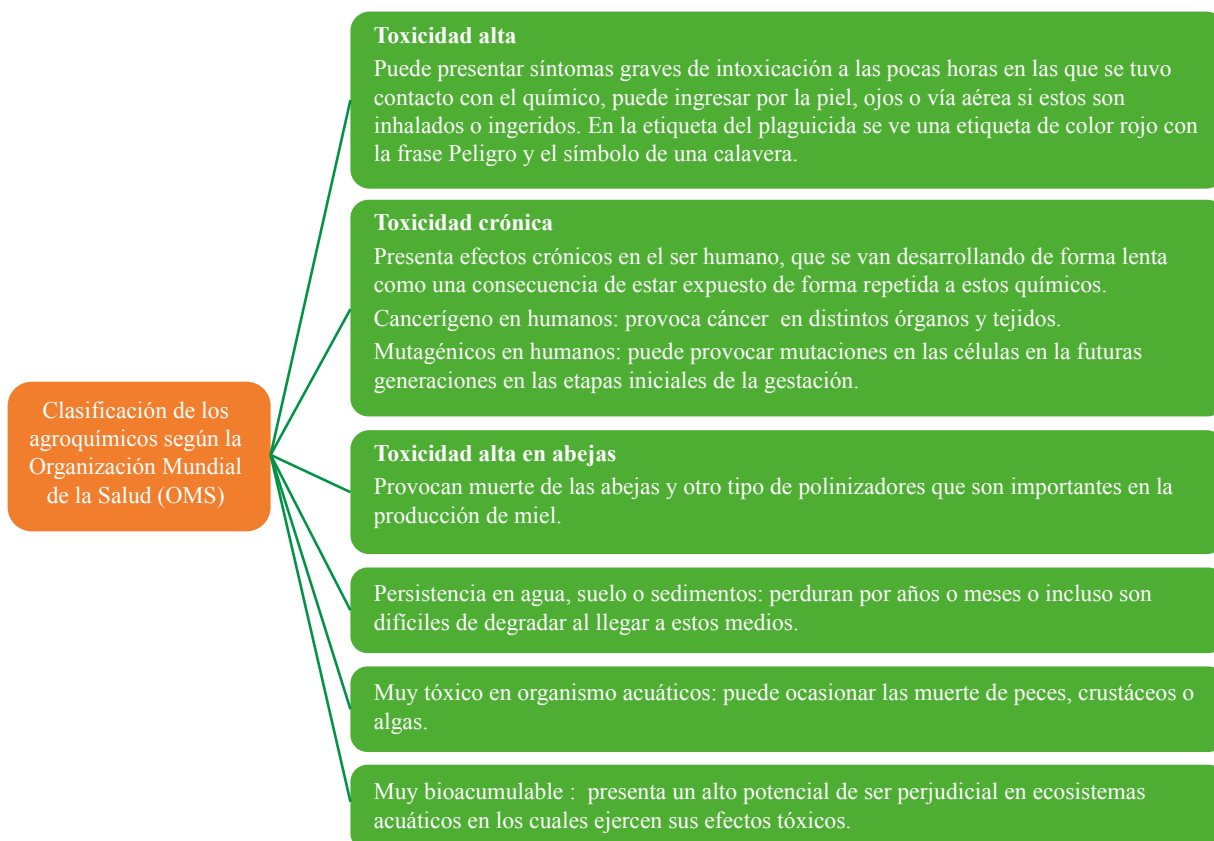 Clasificación de los
agroquímicos según la
Organización Mundial
de la Salud (OMS)
Toxicidad alta
Puede presentar síntomas graves de intoxicación a las pocas horas en las que se tuvo
contacto con el químico, puede ingresar por la piel, ojos o vía aérea si estos son
inhalados o ingeridos. En la etiqueta del plaguicida se ve una etiqueta de color rojo con
la frase Peligro y el símbolo de una calavera.
Toxicidad crónica
Presenta efectos crónicos en el ser humano, que se van desarrollando de forma lenta
como una consecuencia de estar expuesto de forma repetida a estos químicos.
Cancerígeno en humanos: provoca cáncer  en distintos órganos y tejidos.
Mutagénicos en humanos: puede provocar mutaciones en las células en la futuras
generaciones en las etapas iniciales de la gestación.
Toxicidad alta en abejas
Provocan muerte de las abejas y otro tipo de polinizadores que son importantes en la
producción de miel.
Persistencia en agua, suelo o sedimentos: perduran por años o meses o incluso son
difíciles de degradar al llegar a estos medios.
Muy tóxico en organismo acuáticos: puede ocasionar las muerte de peces, crustáceos o
algas.
Muy bioacumulable :  presenta un alto potencial de ser perjudicial en ecosistemas
acuáticos en los cuales ejercen sus efectos tóxicos.